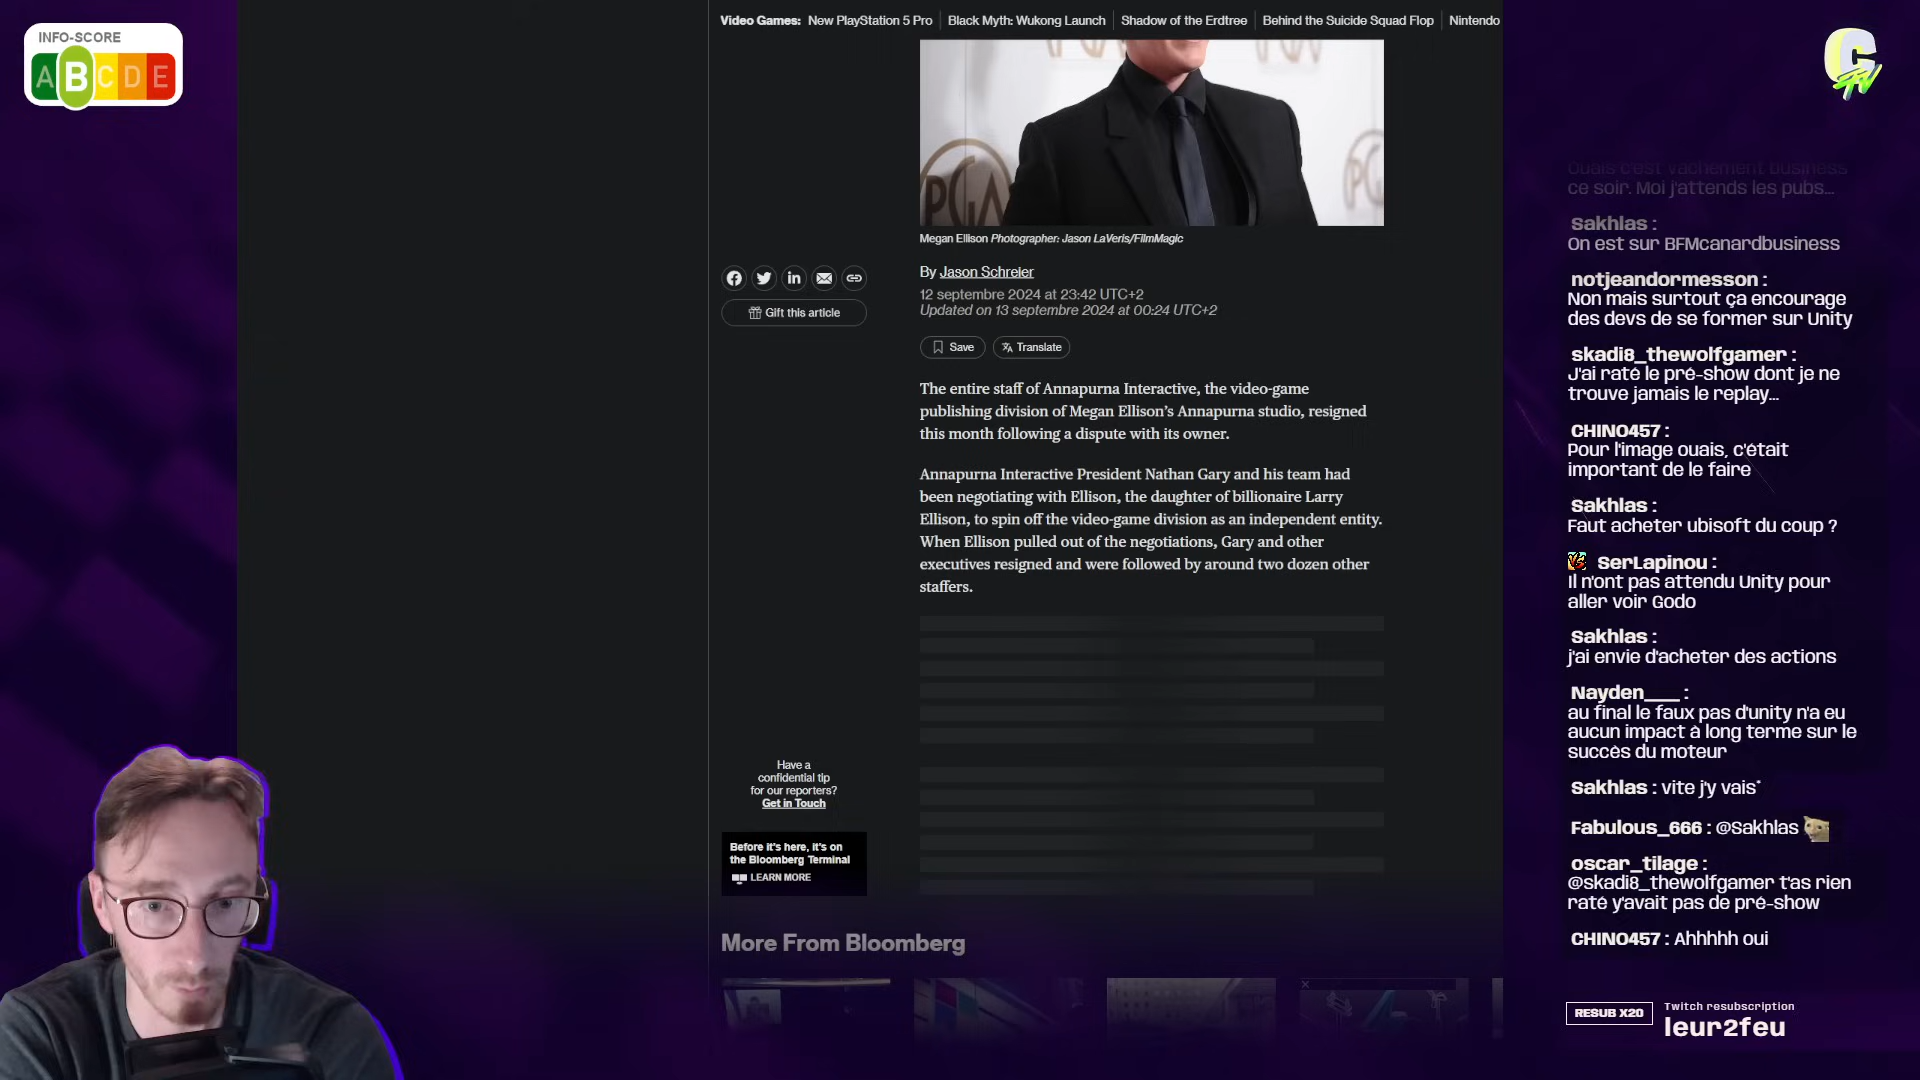 INFO-SCORE
A B C D E
Video Games: New PlayStation 5 Pro Black Myth: Wukong Launch Shadow of the Erdtree Behind the Suicide Squad Flop Nintendo
PGA
Megan Ellison Photographer: Jason LaVeris/FilmMagic
By Jason Schreier
12 septembre 2024 at 23:42 UTC+2
Updated on 13 septembre 2024 at 00:24 UTC+2
Gift this article
Save
Translate
The entire staff of Annapurna Interactive, the video-game
publishing division of Megan Ellison’s Annapurna studio, resigned
this month following a dispute with its owner.
Annapurna Interactive President Nathan Gary and his team had
been negotiating with Ellison, the daughter of billionaire Larry
Ellison, to spin off the video-game division as an independent entity.
When Ellison pulled out of the negotiations, Gary and other
executives resigned and were followed by around two dozen other
staffers.
Have a
confidential tip
for our reporters?
Get in Touch
Before it's here, it's on
the Bloomberg Terminal
LEARN MORE
More From Bloomberg
C TV
Ouais c'est vachement business
ce soir. Moi j'attends les pubs...
Sakhlas :
On est sur BFMcanardbusiness
notjeandormesson :
Non mais surtout ça encourage
des devs de se former sur Unity
skadi8_thewolfgamer :
J'ai raté le pré-show dont je ne
trouve jamais le replay...
CHINO457 :
Pour l'image ouais, c'était
important de le faire
Sakhlas :
Faut acheter ubisoft du coup ?
SerLapinou :
Il n'ont pas attendu Unity pour
aller voir Godo
Sakhlas :
j'ai envie d'acheter des actions
Nayden___ :
au final le faux pas d'unity n'a eu
aucun impact à long terme sur le
succès du moteur
Sakhlas : vite j'y vais*
Fabulous_666 : @Sakhlas
oscar_tilage :
@skadi8_thewolfgamer t'as rien
raté y'avait pas de pré-show
CHINO457 : Ahhhhh oui
RESUB X20
Twitch resubscription
leur2feu